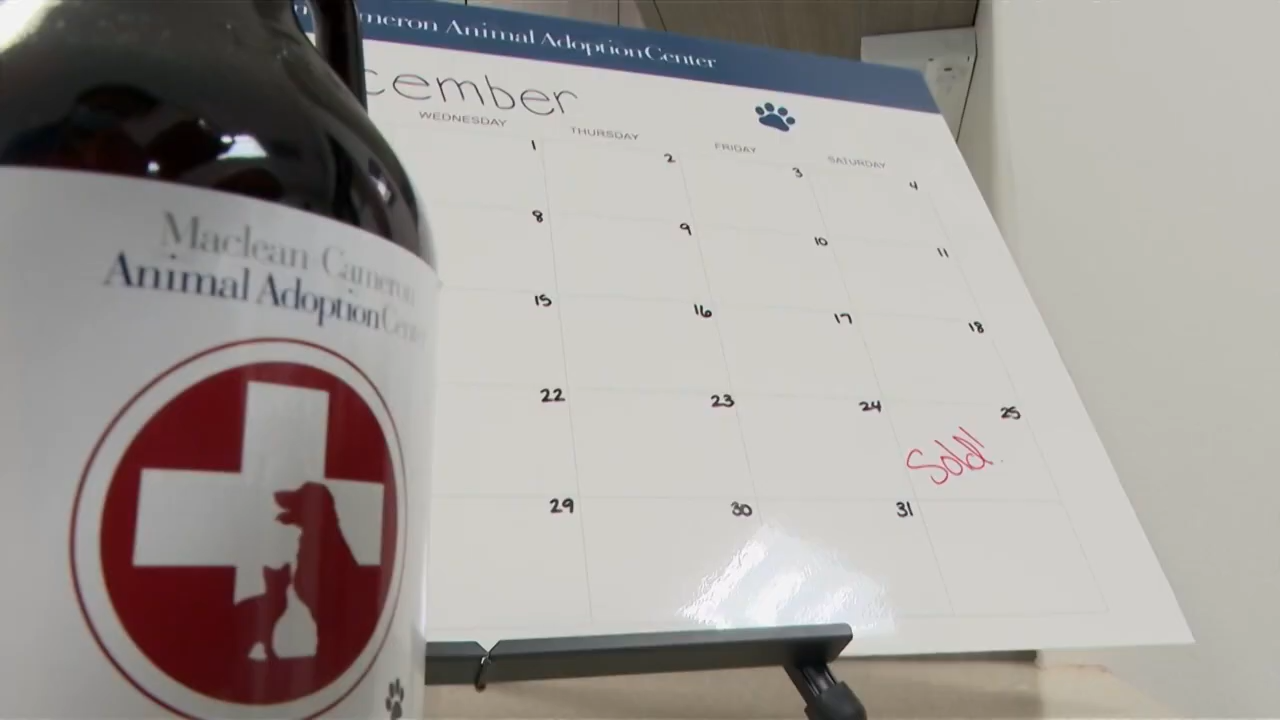 Cameron Animal Adoption Center
cember
WEDNESDAY THURSDAY FRIDAY SATURDAY
1 2 3 4
8 9 10 11
15 16 17 18
22 23 24 25
Sold!
29 30 31
Maclean-Cameron
Animal Adoption Center